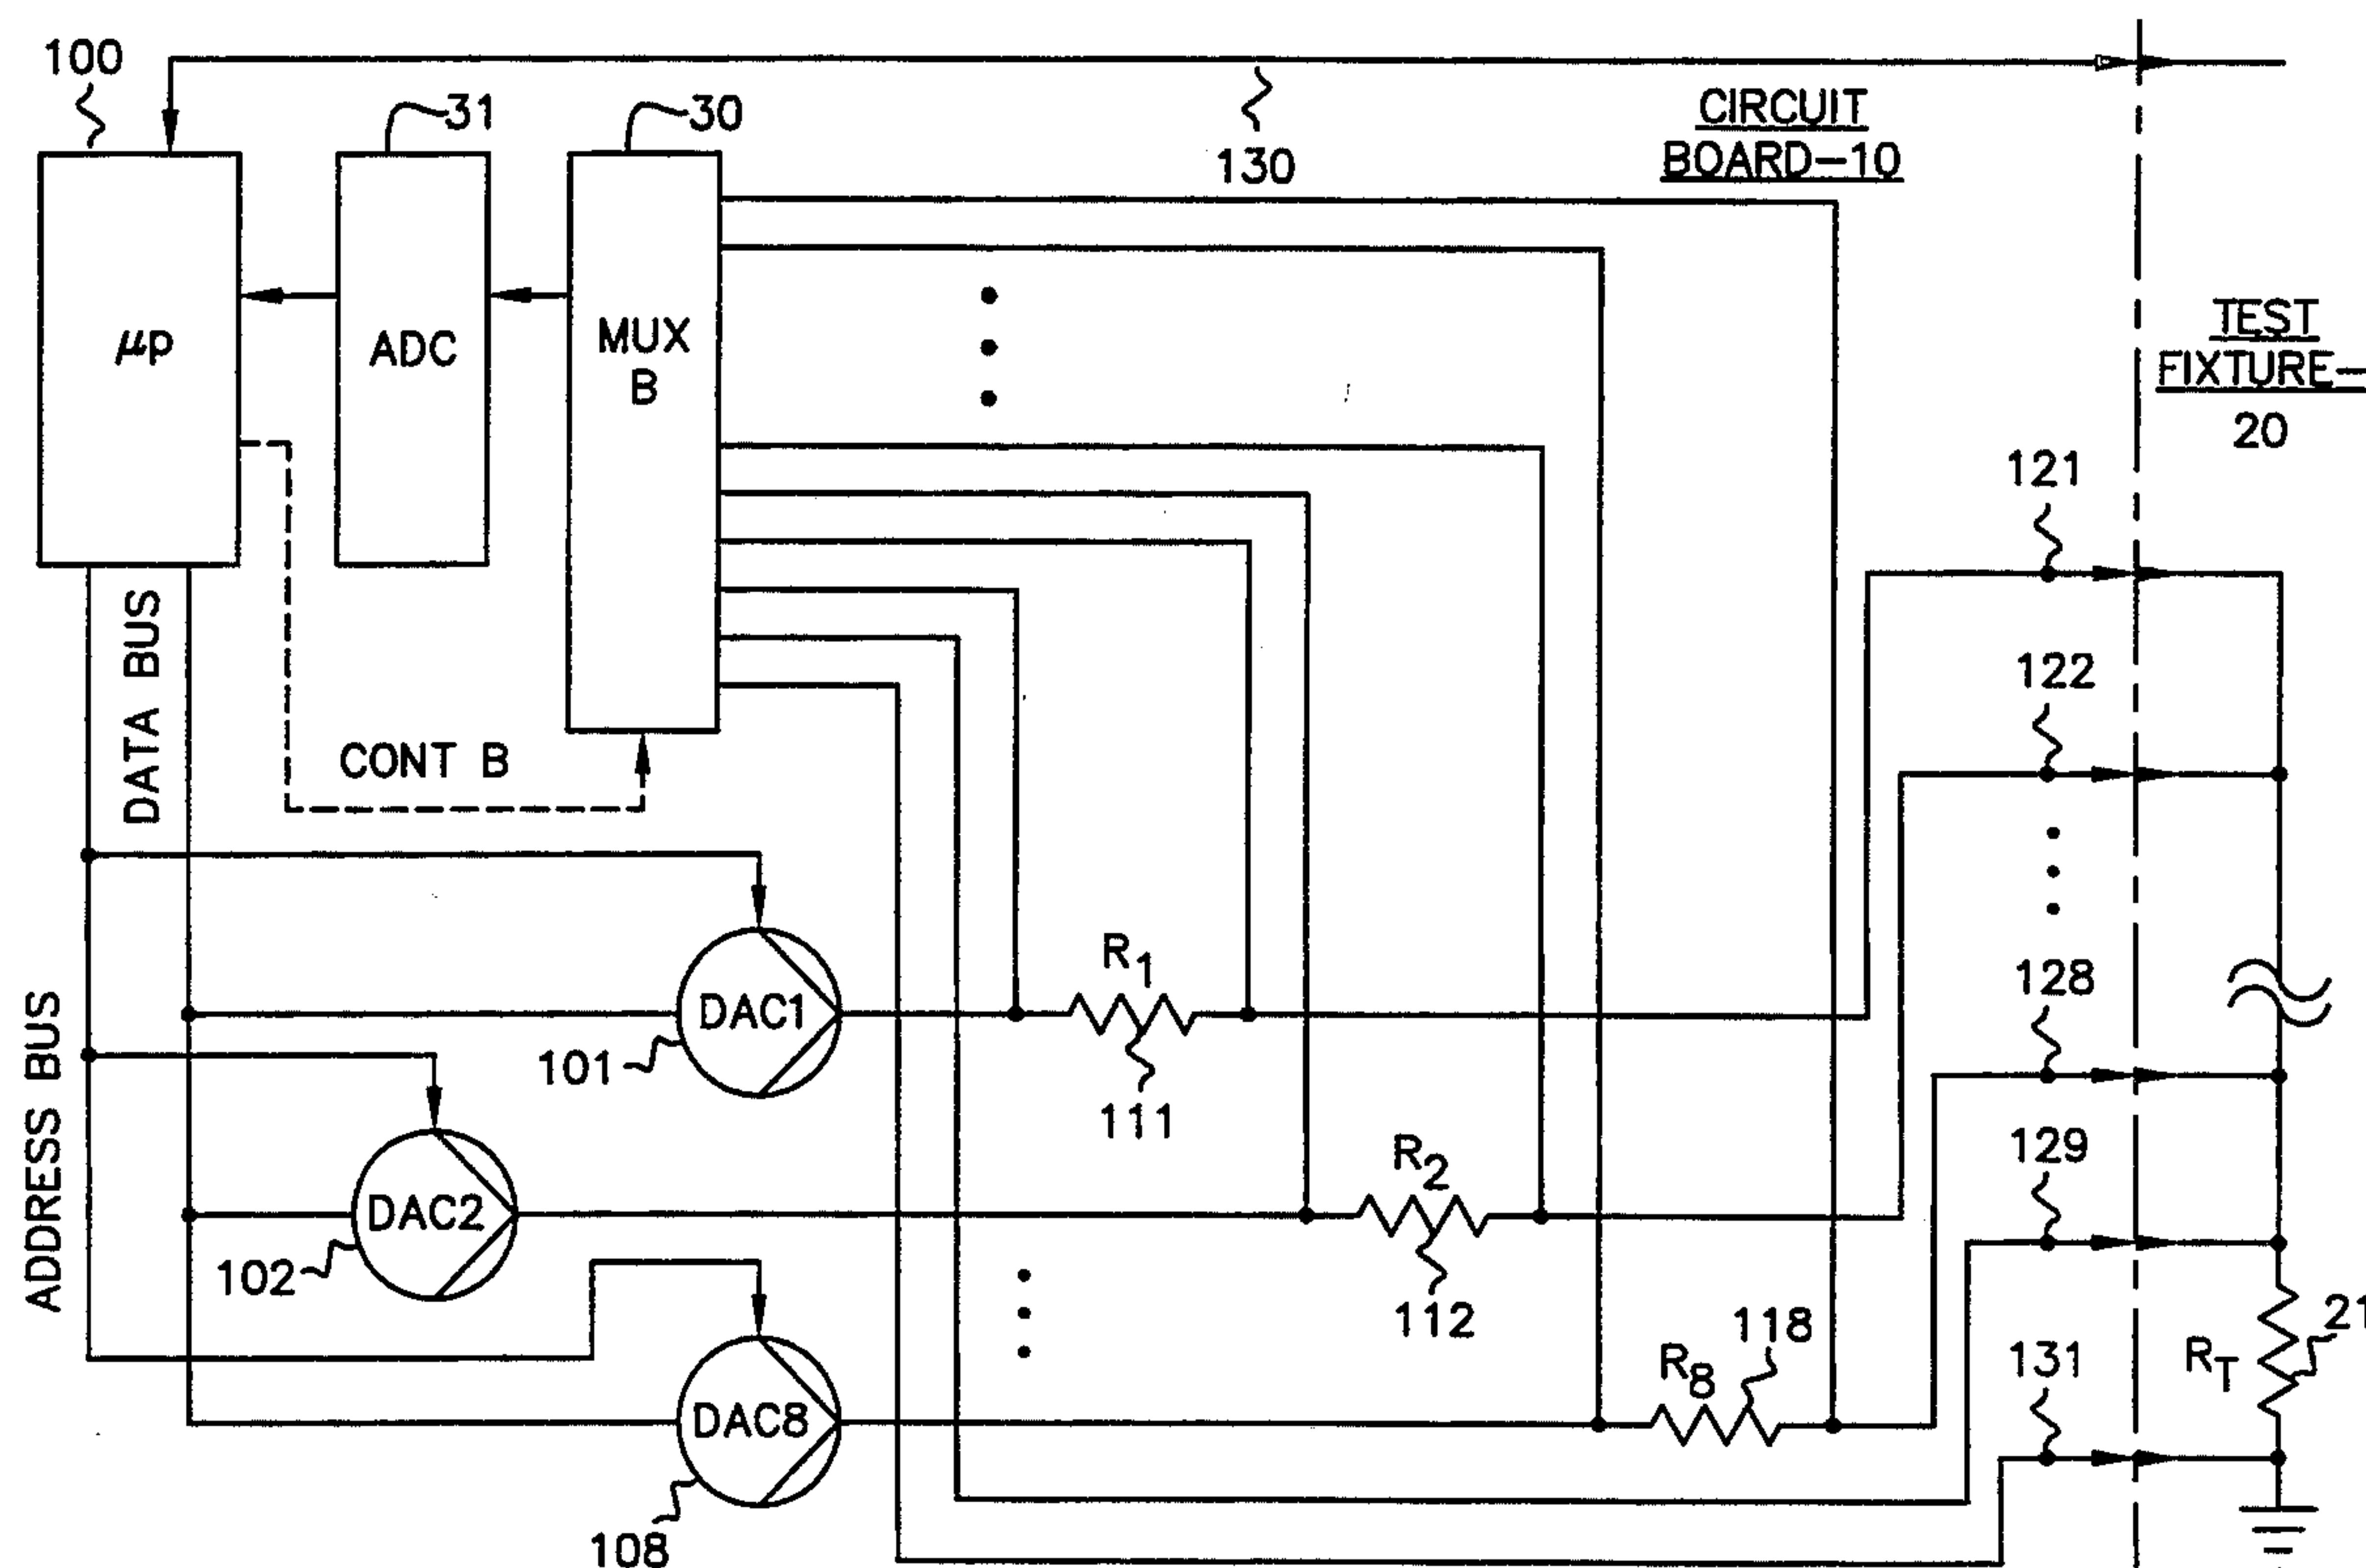 100
31
30
130
CIRCUIT
BOARD-10
μp
ADC
MUX
B
TEST
FIXTURE-
20
121
DATA BUS
CONT B
122
128
ADDRESS BUS
DAC1
101
R1
111
129
DAC2
102
R2
112
118
131
21
RT
R8
DAC8
108